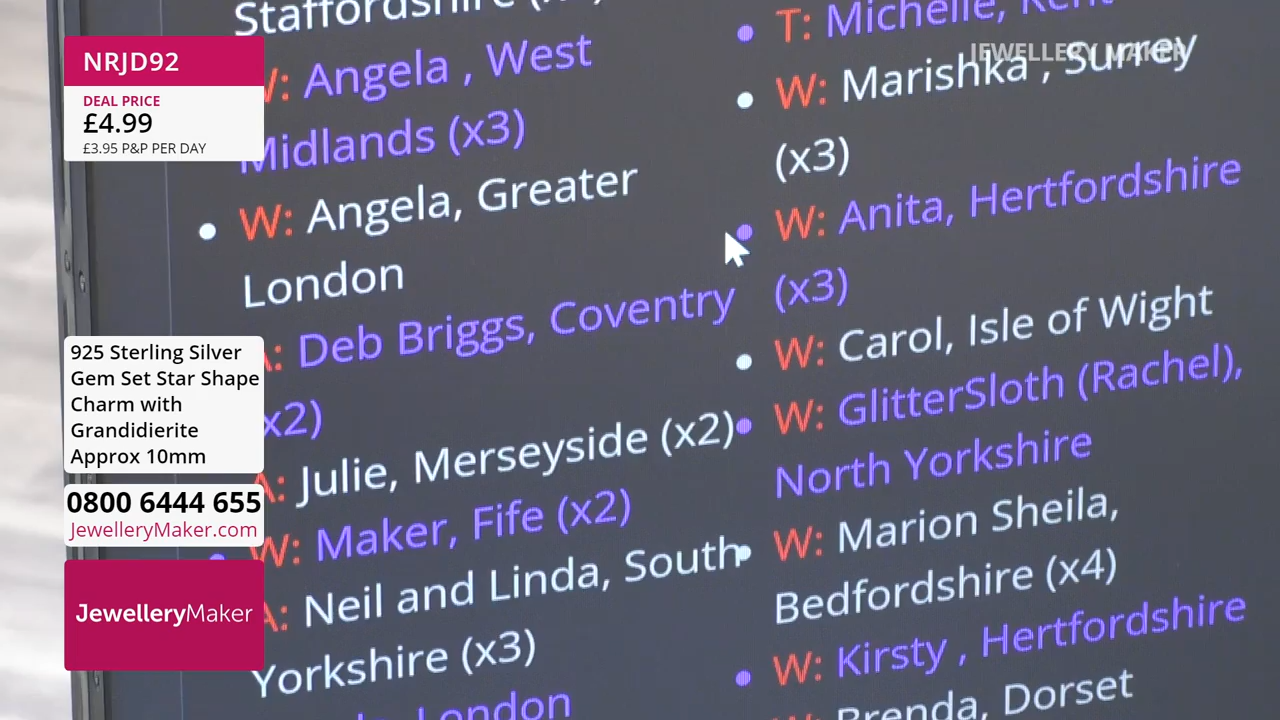 NRJD92
DEAL PRICE
£4.99
£3.95 P&P PER DAY
925 Sterling Silver
Gem Set Star Shape
Charm with
Grandidierite
Approx 10mm
0800 6444 655
JewelleryMaker.com
JewelleryMaker
JEWELLERY MAKER
Staffordshire
W: Angela , West
Midlands (x3)
W: Angela, Greater
London
A: Deb Briggs, Coventry
(x2)
A: Julie, Merseyside (x2)
W: Maker, Fife (x2)
A: Neil and Linda, South
Yorkshire (x3)
London
T: Michelle, Kent
W: Marishka , Surrey
(x3)
W: Anita, Hertfordshire
(x3)
W: Carol, Isle of Wight
W: GlitterSloth (Rachel),
North Yorkshire
W: Marion Sheila,
Bedfordshire (x4)
W: Kirsty , Hertfordshire
W: Brenda, Dorset